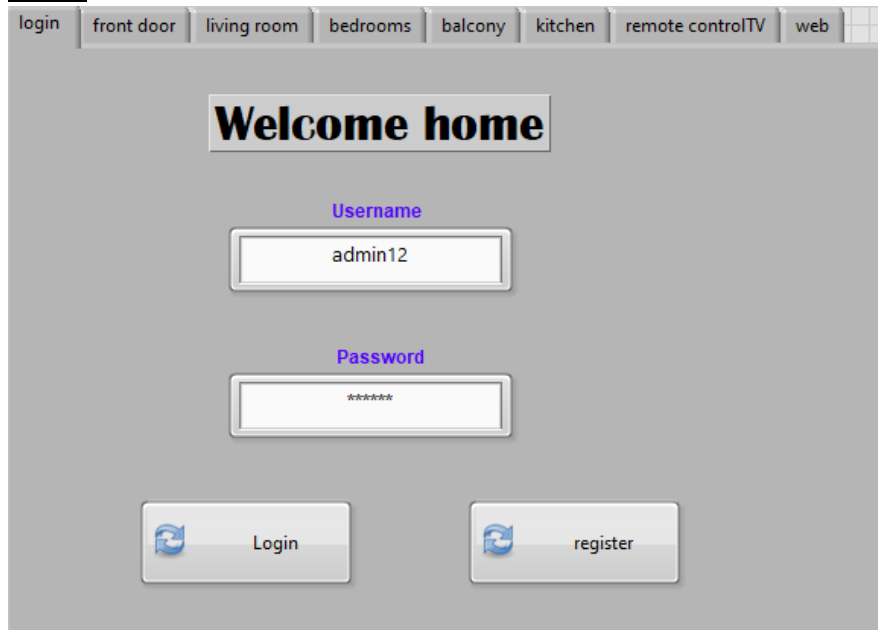 login front door living room bedrooms balcony kitchen remote controlTV web
Welcome home
Username
admin12
Password
******
Login register